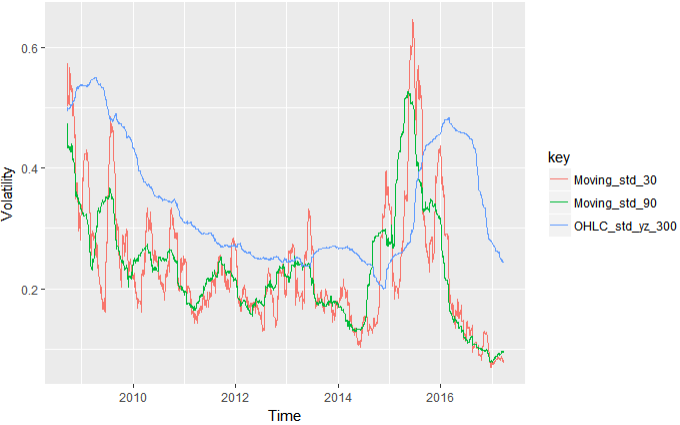 Volatility
0.6
0.4
0.2
2010 2012 2014 2016
Time
key
Moving_std_30
Moving_std_90
OHLC_std_yz_300